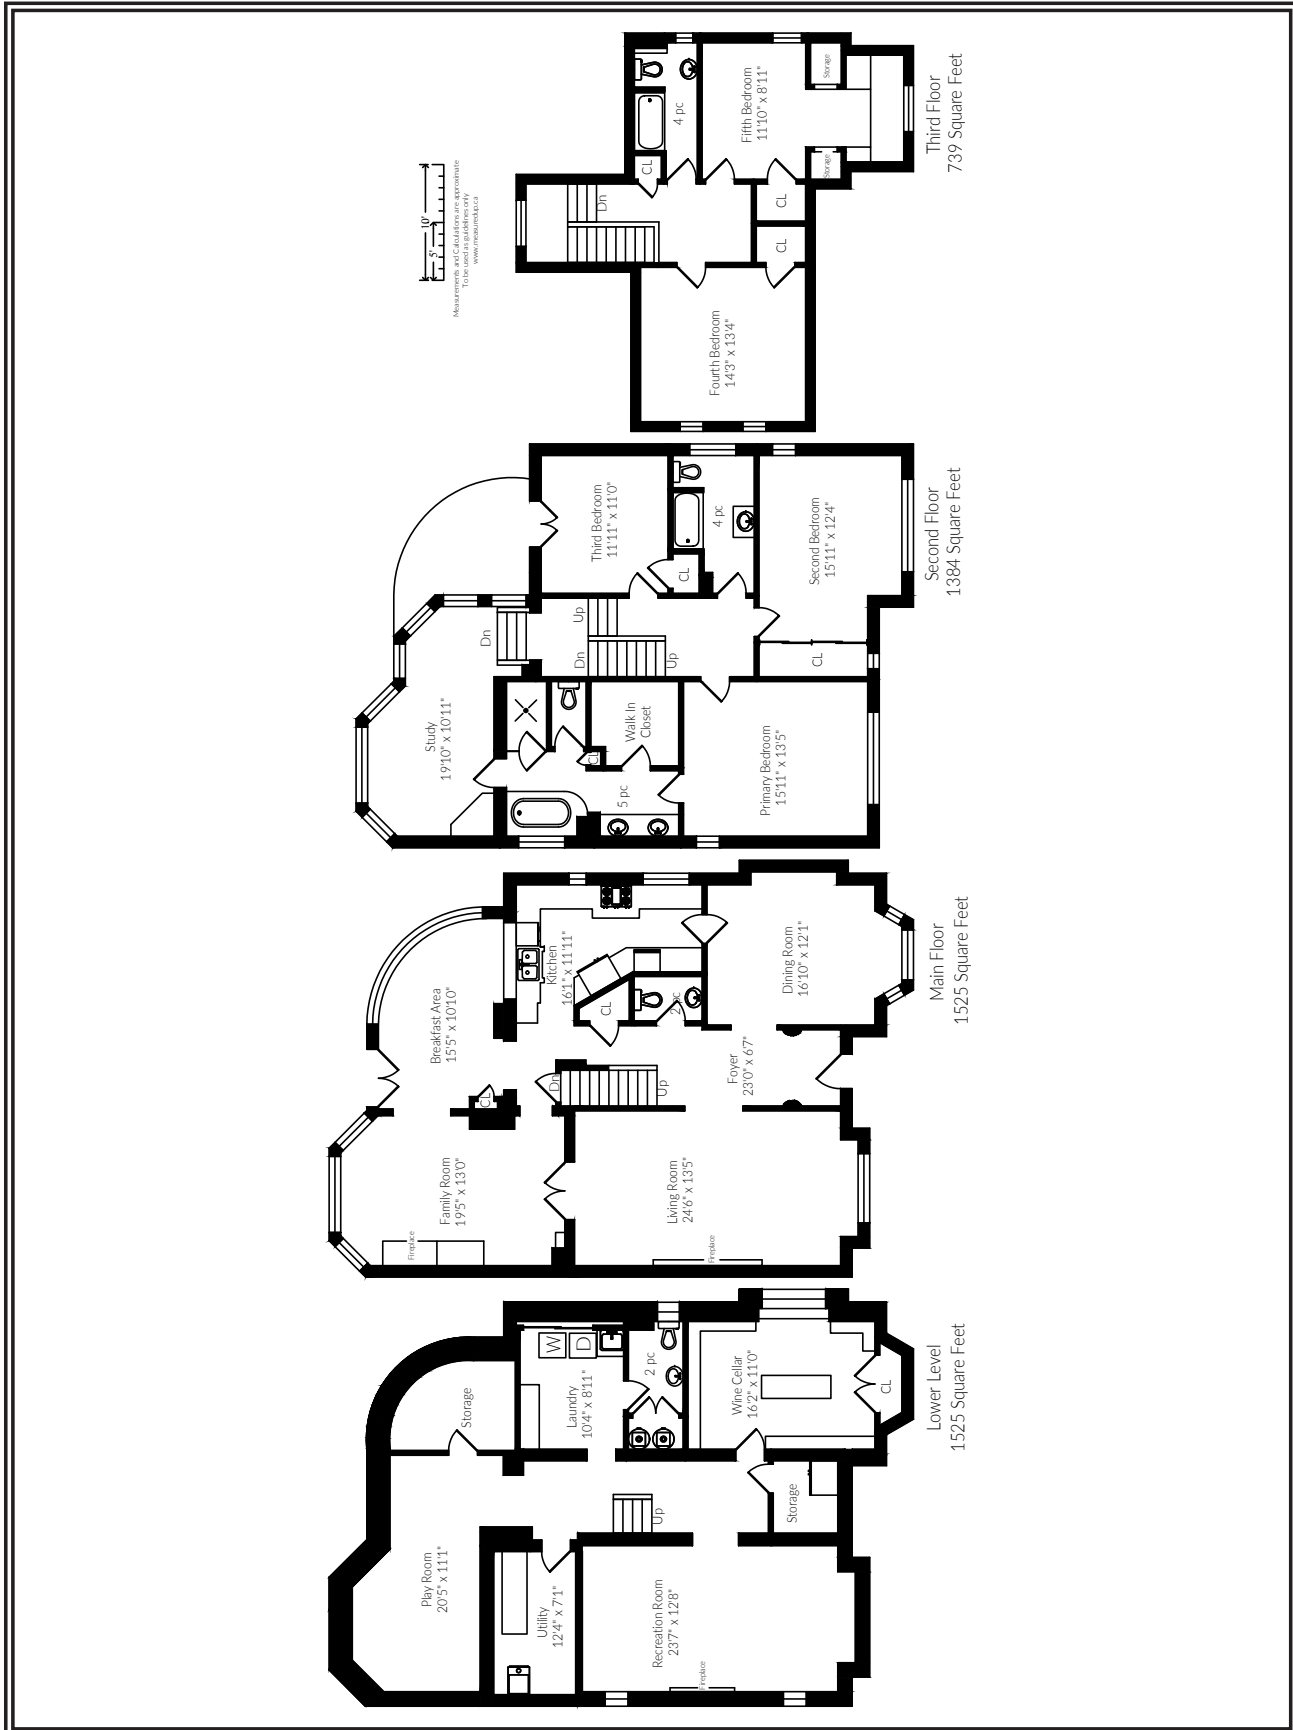 Lower Level
1525 Square Feet
Play Room
20'5" x 11'1"
Storage
Utility
12'4" x 7'1"
Laundry
10'4" x 8'11"
W
D
2 pc
Up
Recreation Room
23'7" x 12'8"
Fireplace
Storage
Wine Cellar
16'2" x 11'0"
CL
Main Floor
1525 Square Feet
Family Room
19'5" x 13'0"
Fireplace
Breakfast Area
15'5" x 10'10"
CL
Kitchen
16'1" x 11'11"
CL
2 pc
Dn
Up
Living Room
24'6" x 13'5"
Fireplace
Foyer
23'0" x 6'7"
Dining Room
16'10" x 12'1"
Second Floor
1384 Square Feet
Study
19'10" x 10'11"
Dn
Third Bedroom
11'11" x 11'0"
Up
Dn
Up
CL
4 pc
CL
Walk In
Closet
5 pc
Primary Bedroom
15'11" x 13'5"
Second Bedroom
15'11" x 12'4"
CL
Third Floor
739 Square Feet
Dn
CL
4 pc
Fourth Bedroom
14'3" x 13'4"
Fifth Bedroom
11'10" x 8'11"
CL
CL
Storage
Storage
10'
5'
Measurements and Calculations are approximate
To be used as guidelines only
www.measuredup.ca